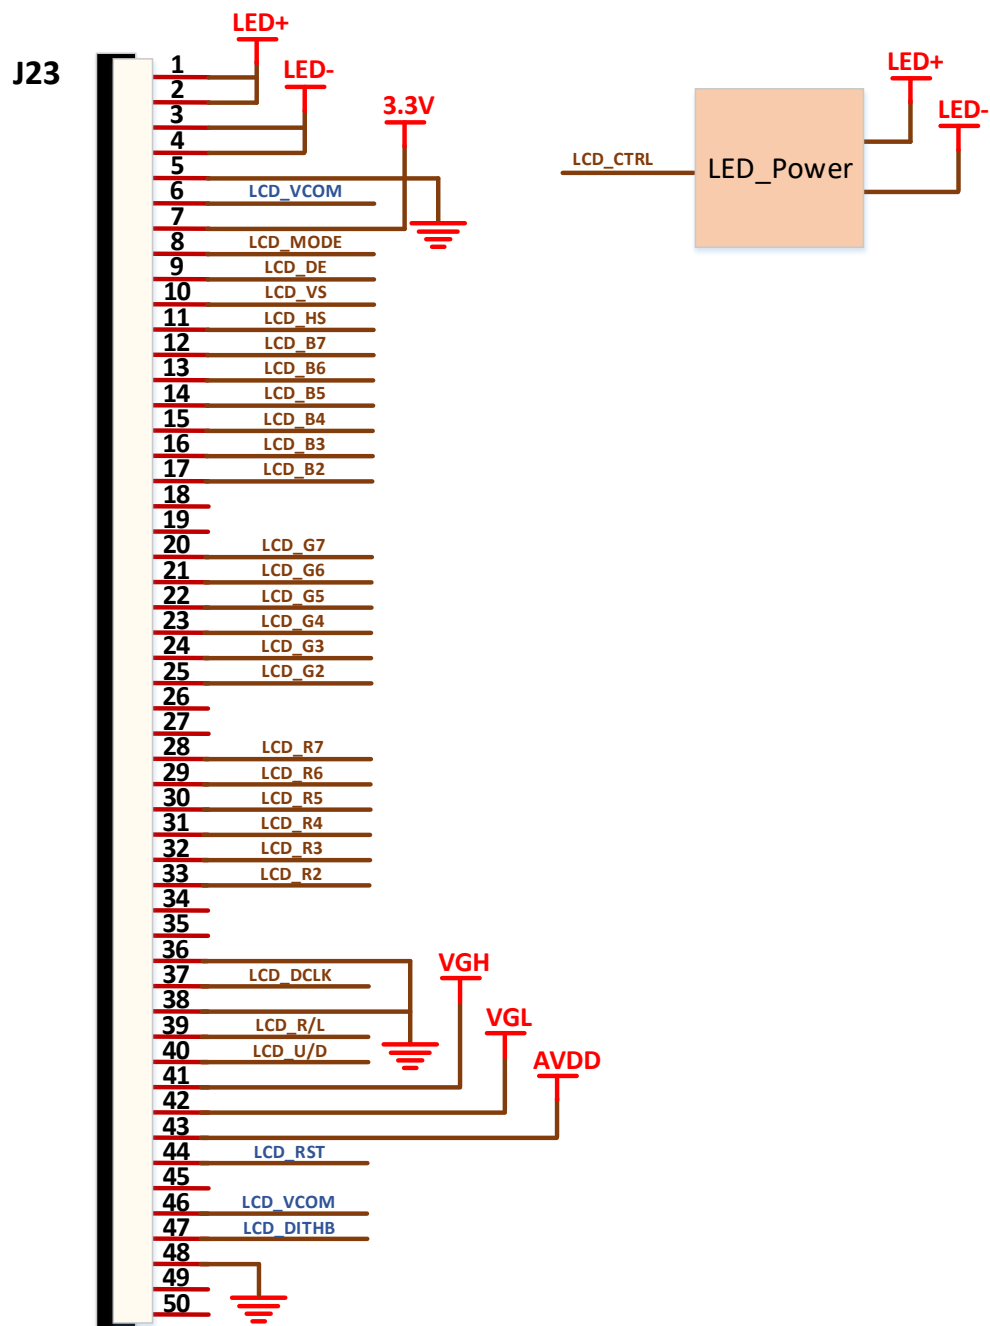 J23
LED+
1
2
LED-
3
3.3V
4
5
6 LCD_VCOM
7
8 LCD_MODE
9 LCD_DE
10 LCD_VS
11 LCD_HS
12 LCD_B7
13 LCD_B6
14 LCD_B5
15 LCD_B4
16 LCD_B3
17 LCD_B2
18
19
20 LCD_G7
21 LCD_G6
22 LCD_G5
23 LCD_G4
24 LCD_G3
25 LCD_G2
26
27
28 LCD_R7
29 LCD_R6
30 LCD_R5
31 LCD_R4
32 LCD_R3
33 LCD_R2
34
35
36
VGH
37 LCD_DCLK
38
VGL
39 LCD_R/L
40 LCD_U/D
AVDD
41
42
43
44 LCD_RST
45
46 LCD_VCOM
47 LCD_DITHB
48
49
50
LED+
LED-
LCD_CTRL
LED_Power